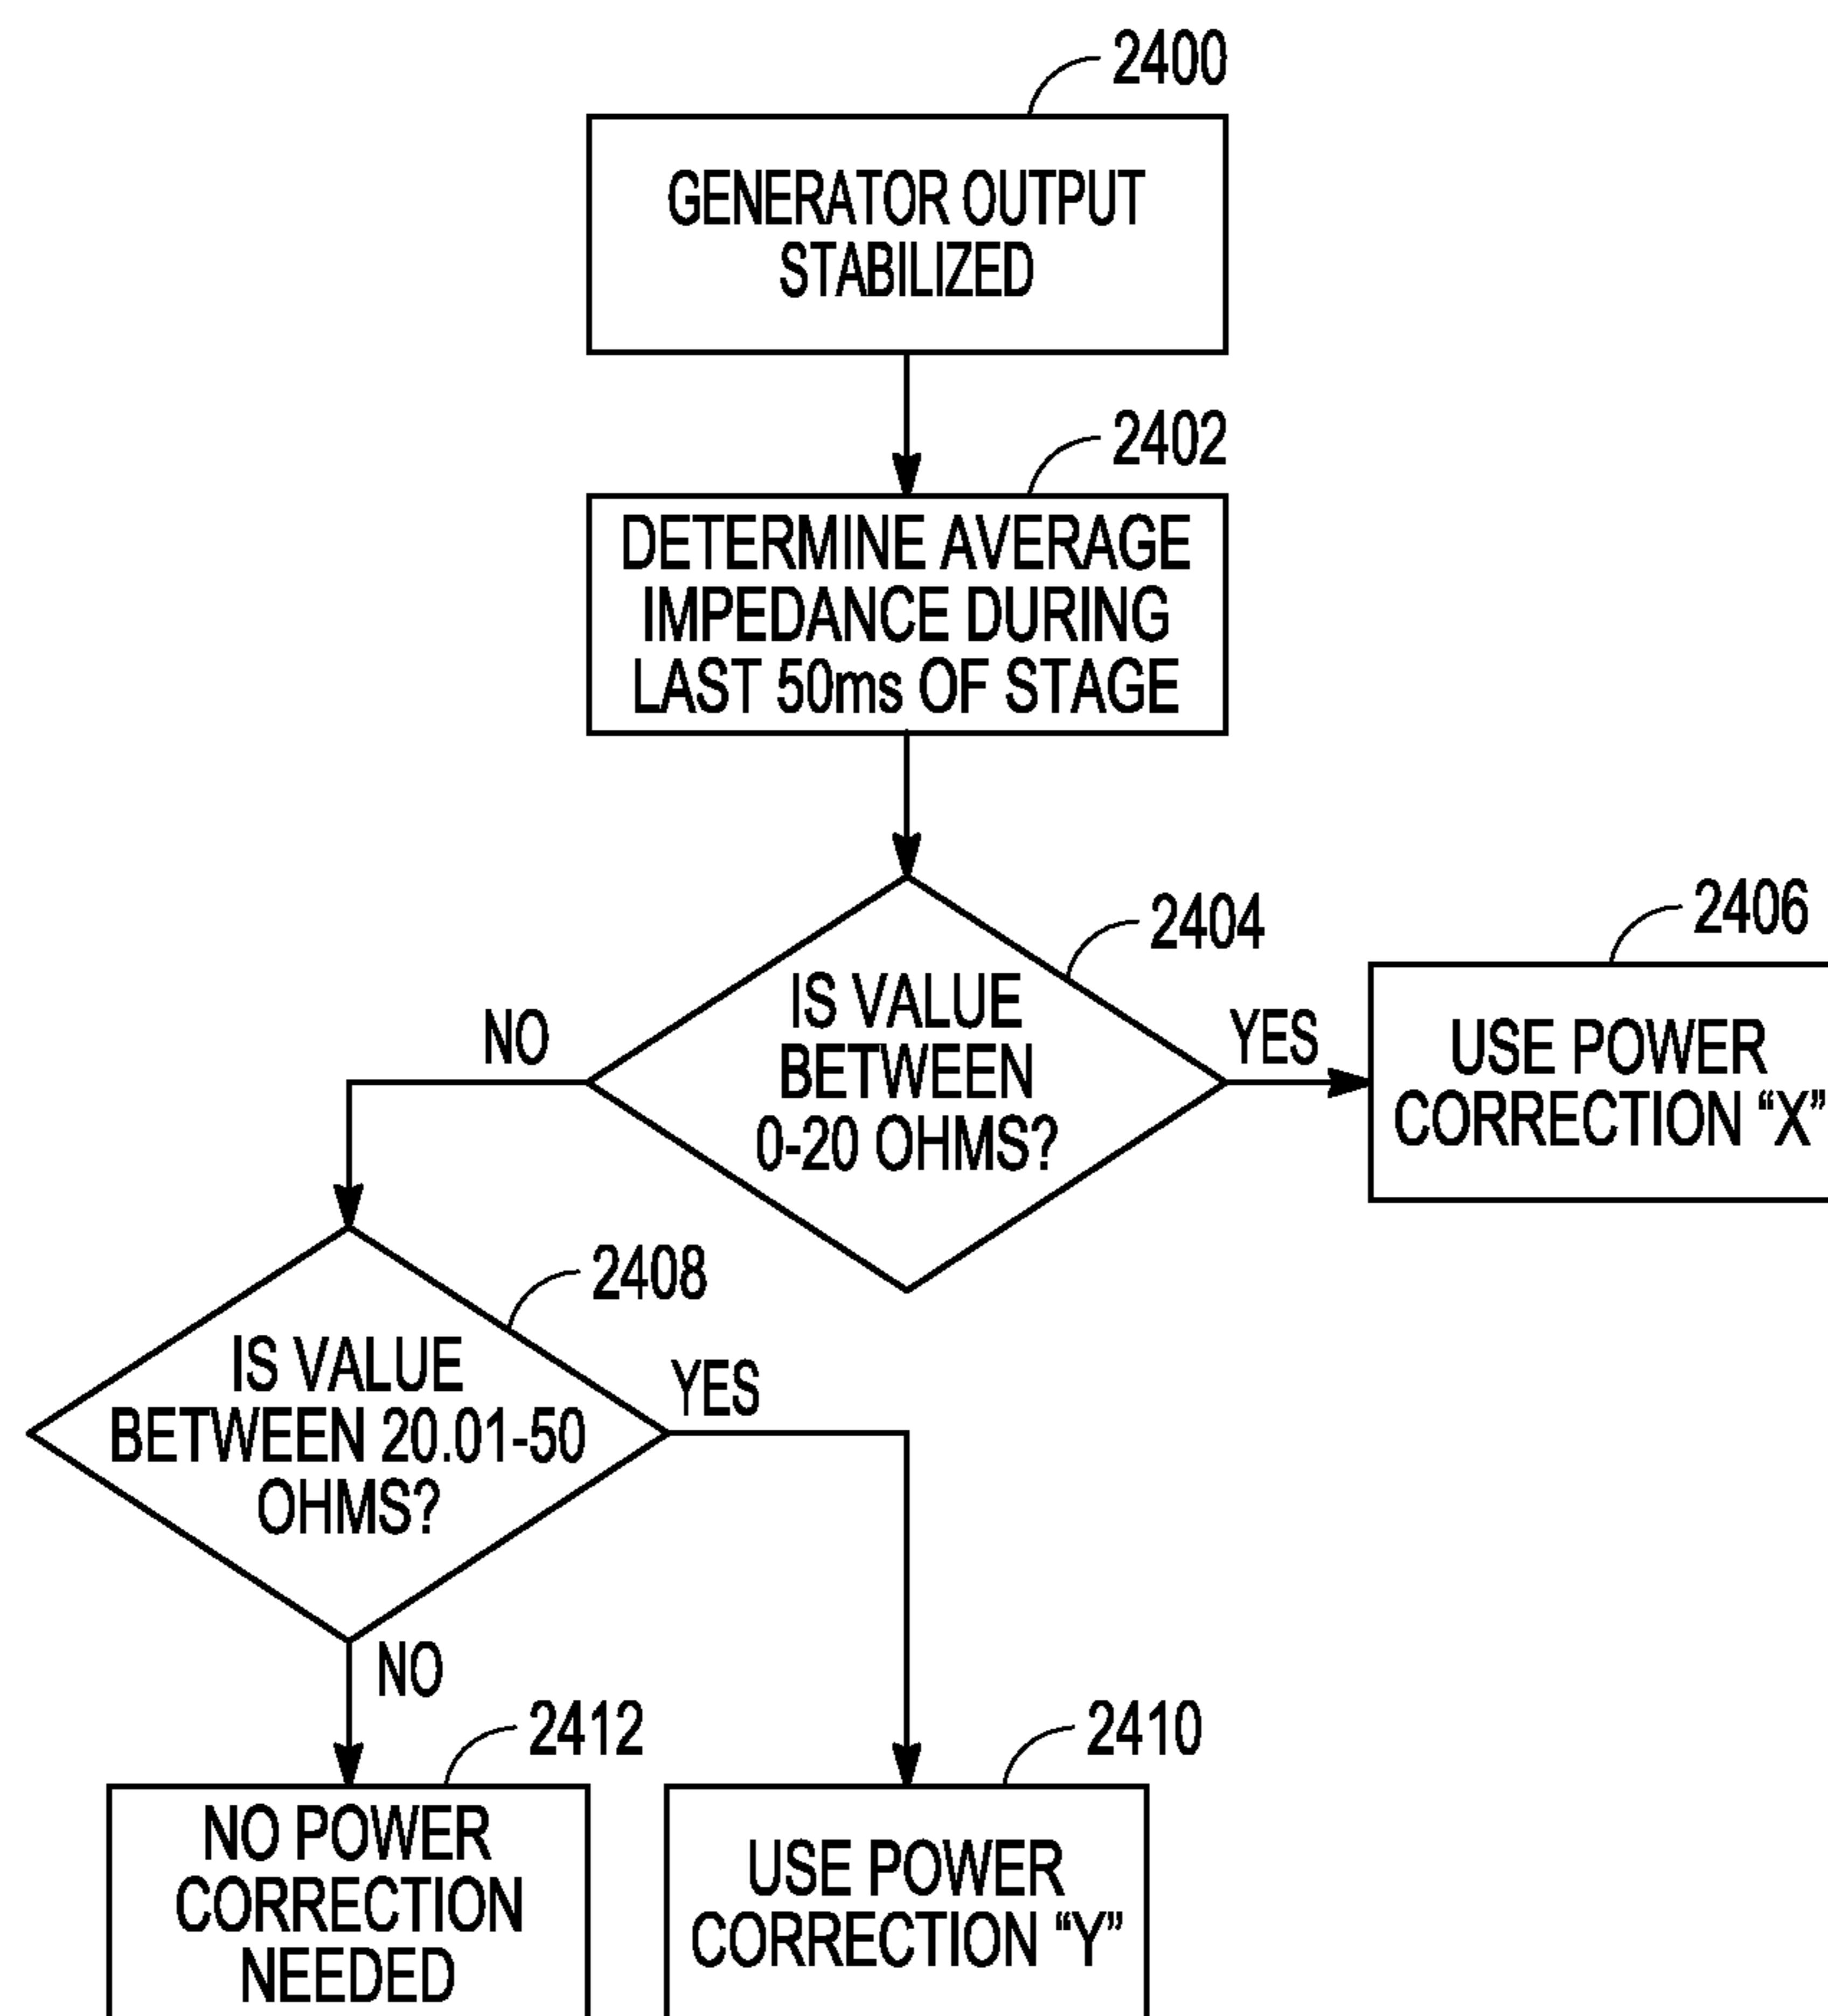 2400
GENERATOR OUTPUT
STABILIZED
2402
DETERMINE AVERAGE
IMPEDANCE DURING
LAST 50ms OF STAGE
2404
IS VALUE
BETWEEN
0-20 OHMS?
NO
YES
2406
USE POWER
CORRECTION “X”
2408
IS VALUE
BETWEEN 20.01-50
OHMS?
YES
NO
2412
NO POWER
CORRECTION
NEEDED
2410
USE POWER
CORRECTION “Y”